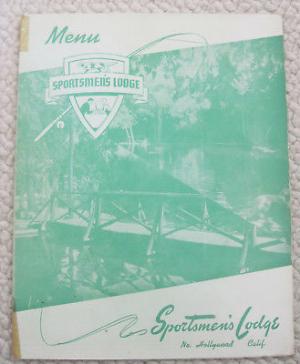 Menu
SPORTSMEN'S LODGE
Sportsmen's Lodge
No. Hollywood Calif.